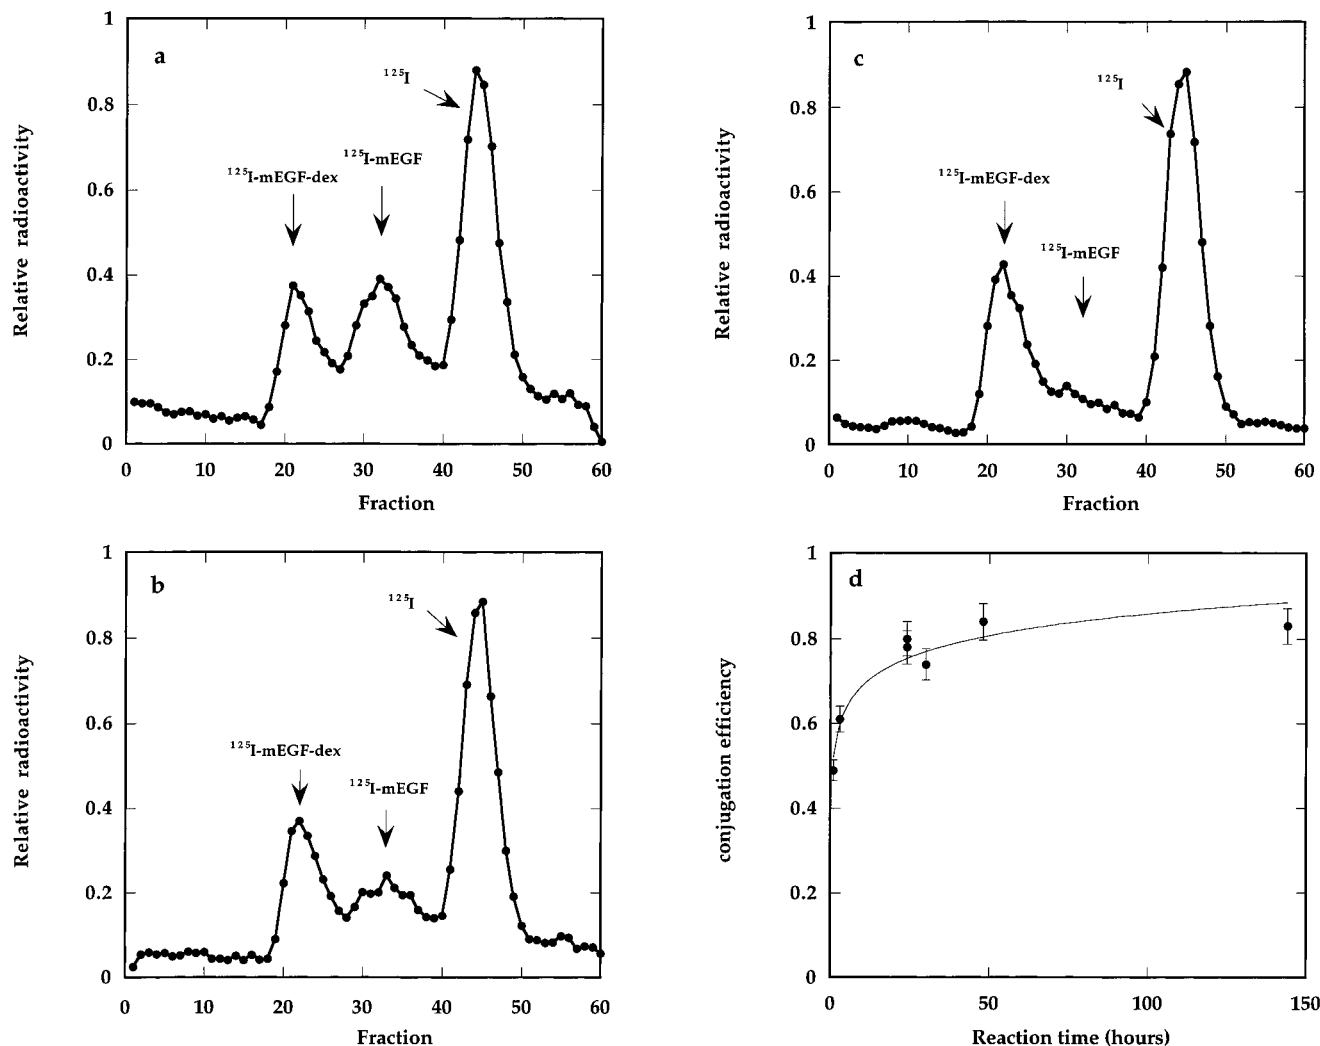 a
1
0.8
0.6
0.4
0.2
0
0 10 20 30 40 50 60
Fraction
Relative radioactivity
¹²⁵I-mEGF-dex
¹²⁵I-mEGF
¹²⁵I
c
1
0.8
0.6
0.4
0.2
0
0 10 20 30 40 50 60
Fraction
Relative radioactivity
¹²⁵I-mEGF-dex
¹²⁵I-mEGF
¹²⁵I
b
1
0.8
0.6
0.4
0.2
0
0 10 20 30 40 50 60
Fraction
Relative radioactivity
¹²⁵I-mEGF-dex
¹²⁵I-mEGF
¹²⁵I
d
1
0.8
0.6
0.4
0.2
0
0 50 100 150
Reaction time (hours)
conjugation efficiency